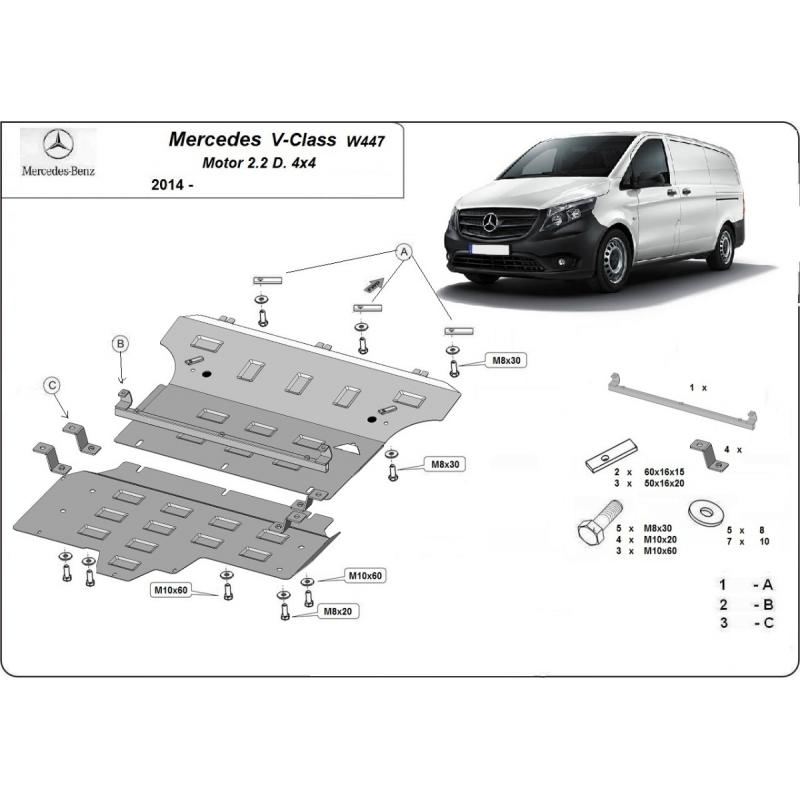 Mercedes-Benz
Mercedes V-Class W447
Motor 2.2 D. 4x4
2014 -
A
B
C
M8x30
M8x30
M10x60
M10x60
M8x20
1 x
4 x
2 x 60x16x15
3 x 50x16x20
5 x M8x30
4 x M10x20
3 x M10x60
5 x 8
7 x 10
1 - A
2 - B
3 - C